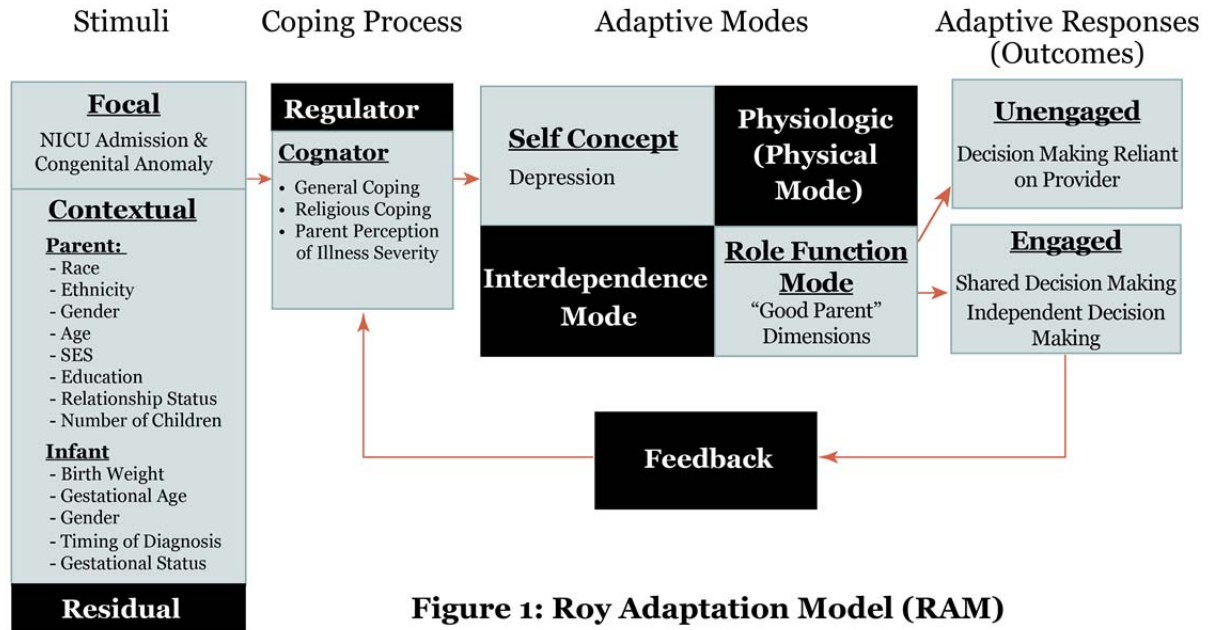 Stimuli
Coping Process
Adaptive Modes
Adaptive Responses
(Outcomes)
Focal
NICU Admission &
Congenital Anomaly
Contextual
Parent:
- Race
- Ethnicity
- Gender
- Age
- SES
- Education
- Relationship Status
- Number of Children
Infant
- Birth Weight
- Gestational Age
- Gender
- Timing of Diagnosis
- Gestational Status
Residual
Regulator
Cognator
• General Coping
• Religious Coping
• Parent Perception
of Illness Severity
Self Concept
Depression
Physiologic
(Physical
Mode)
Interdependence
Mode
Role Function
Mode
“Good Parent”
Dimensions
Unengaged
Decision Making Reliant
on Provider
Engaged
Shared Decision Making
Independent Decision
Making
Feedback
Figure 1: Roy Adaptation Model (RAM)